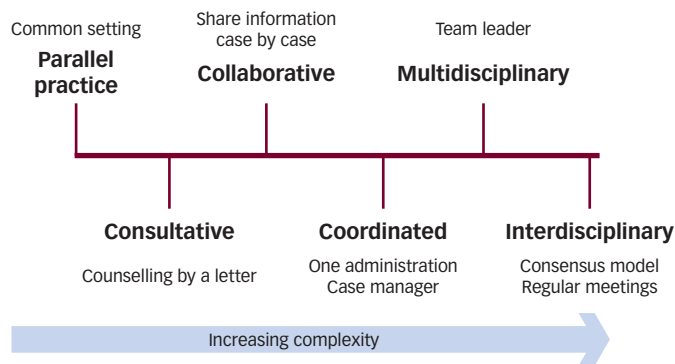 Common setting
Parallel
practice
Share information
case by case
Collaborative
Team leader
Multidisciplinary
Consultative
Counselling by a letter
Coordinated
One administration
Case manager
Interdisciplinary
Consensus model
Regular meetings
Increasing complexity